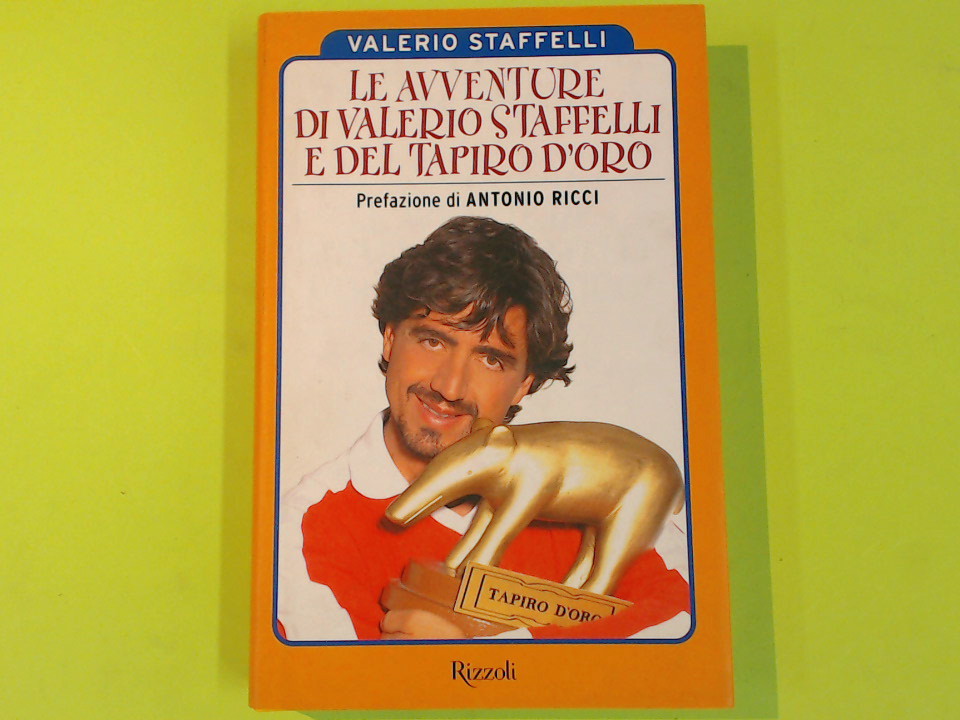 VALERIO STAFFELLI
LE AVVENTURE
DI VALERIO STAFFELLI
E DEL TAPIRO D'ORO
Prefazione di ANTONIO RICCI
TAPIRO D'ORO
Rizzoli